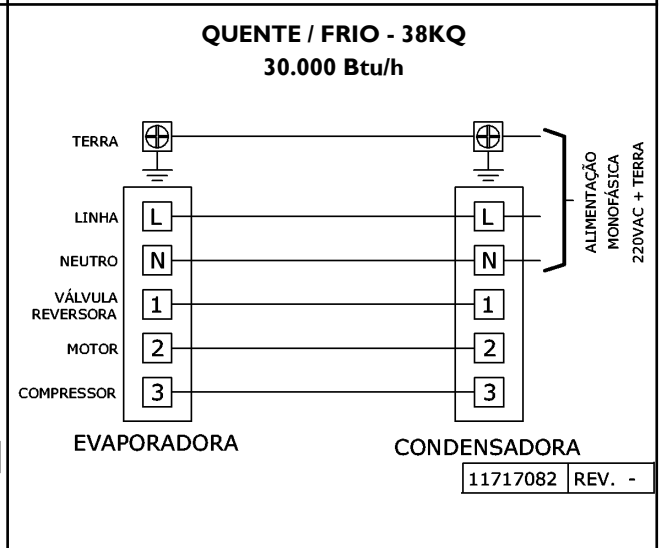 QUENTE / FRIO - 38KQ
30.000 Btu/h
TERRA
LINHA L L
NEUTRO N N
VÁLVULA
REVERSORA 1 1
MOTOR 2 2
COMPRESSOR 3 3
ALIMENTAÇÃO
MONOFÁSICA
220VAC + TERRA
EVAPORADORA
CONDENSADORA
11717082 REV. -